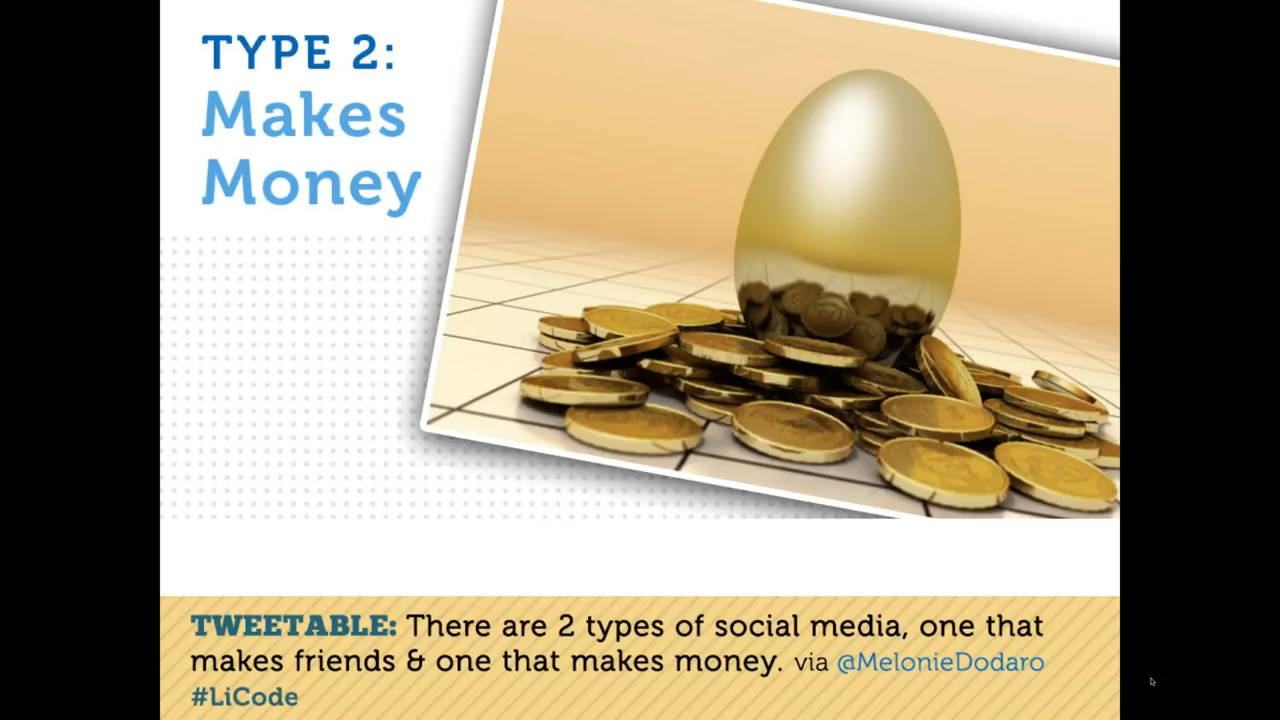 TYPE 2:
Makes
Money
TWEETABLE: There are 2 types of social media, one that
makes friends & one that makes money. via @MelonieDodaro
#LiCode